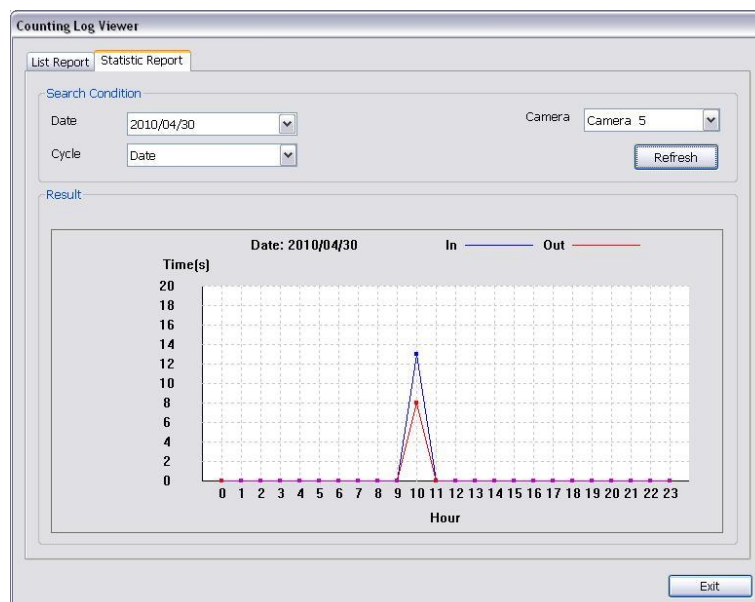 Counting Log Viewer
List Report Statistic Report
Search Condition
Date 2010/04/30 Camera Camera 5
Cycle Date Refresh
Result
Date: 2010/04/30 In Out
Time(s)
20
18
16
14
12
10
8
6
4
2
0
0 1 2 3 4 5 6 7 8 9 10 11 12 13 14 15 16 17 18 19 20 21 22 23
Hour
Exit